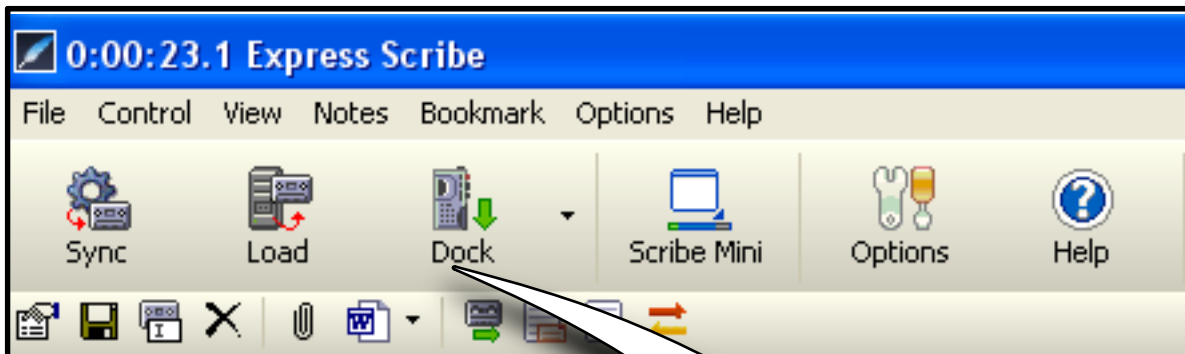 0:00:23.1 Express Scribe
File Control View Notes Bookmark Options Help
Sync Load Dock Scribe Mini Options Help